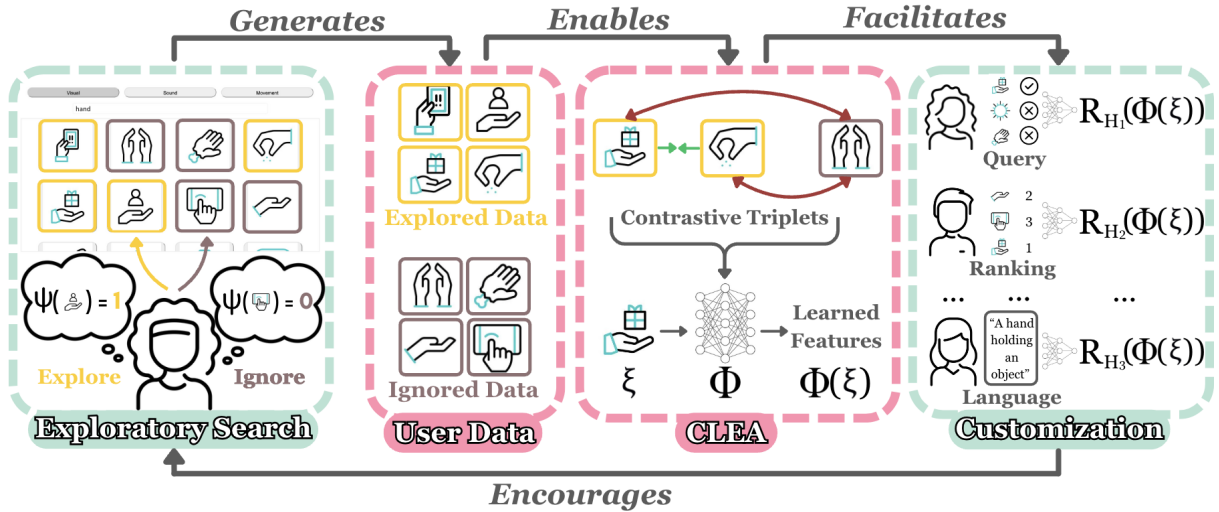 Generates
Enables
Facilitates
Visual
Sound
Movement
hand
Ψ( ) = 1
Ψ( ) = 0
Explore
Ignore
Exploratory Search
Explored Data
Ignored Data
User Data
Contrastive Triplets
Learned
Features
ξ
Φ
Φ(ξ)
CLEA
Query
R_H₁(Φ(ξ))
2
3
1
Ranking
R_H₂(Φ(ξ))
...
...
...
“A hand
holding
an
object”
Language
R_H₃(Φ(ξ))
Customization
Encourages